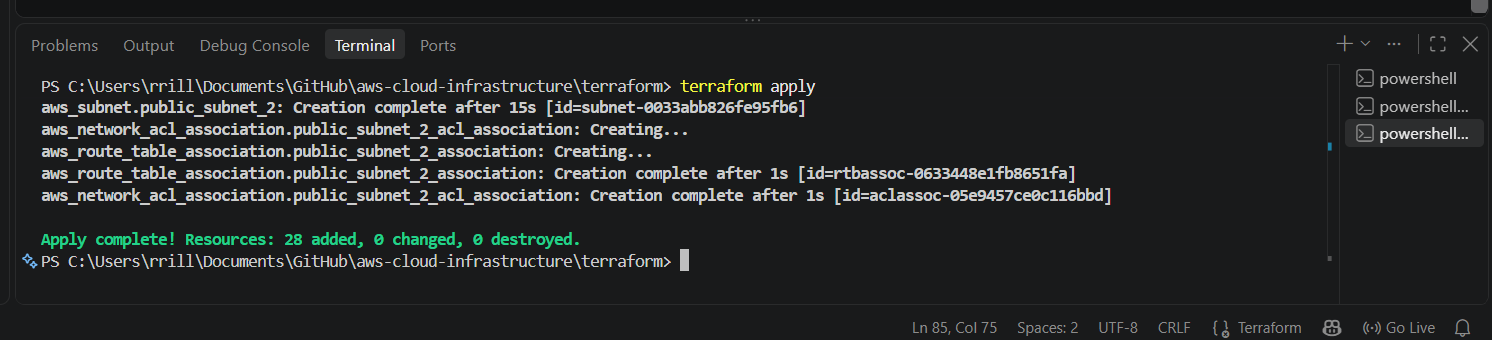 Problems Output Debug Console Terminal Ports
PS C:\Users\rrill\Documents\GitHub\aws-cloud-infrastructure\terraform> terraform apply
powershell
aws_subnet.public_subnet_2: Creation complete after 15s [id=subnet-0033abb826fe95fb6]
powershell...
aws_network_acl_association.public_subnet_2_acl_association: Creating...
powershell...
aws_route_table_association.public_subnet_2_association: Creating...
aws_route_table_association.public_subnet_2_association: Creation complete after 1s [id=rtbassoc-0633448e1fb8651fa]
aws_network_acl_association.public_subnet_2_acl_association: Creation complete after 1s [id=aclassoc-05e9457ce0c116bbd]
Apply complete! Resources: 28 added, 0 changed, 0 destroyed.
PS C:\Users\rrill\Documents\GitHub\aws-cloud-infrastructure\terraform>
Ln 85, Col 75 Spaces: 2 UTF-8 CRLF Terraform Go Live